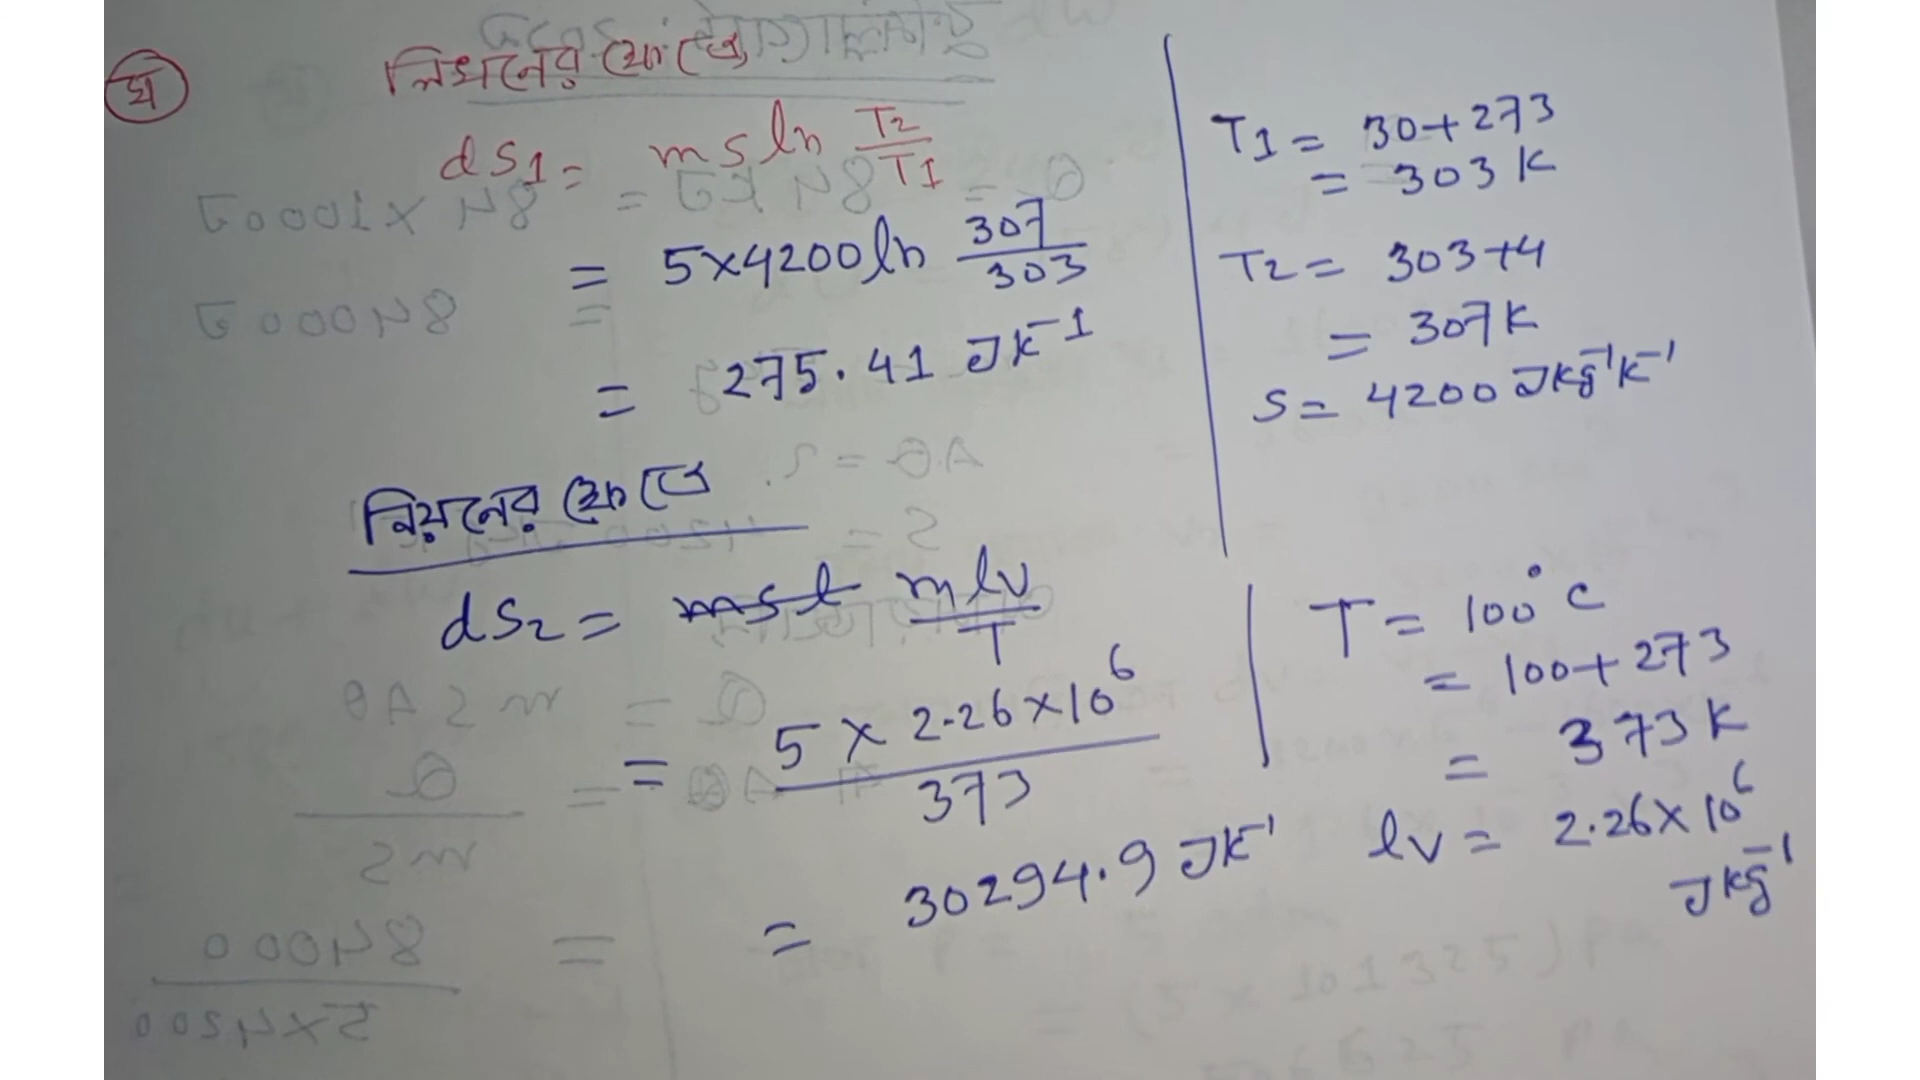 ঘ
লিখনের ক্ষেত্রে,
dS1 = ms ln T2/T1
= 5×4200 ln 307/303
= 275.41 JK⁻¹
T1 = 30+273
= 303 K
T2 = 303+4
= 307 K
S = 4200 Jkg⁻¹K⁻¹
নিয়নের ক্ষেত্রে
dS2 = mlv/T
= 5 × 2.26×10⁶/373
= 30294.9 JK⁻¹
T = 100°C
= 100+273
= 373 K
lv = 2.26×10⁶
Jkg⁻¹